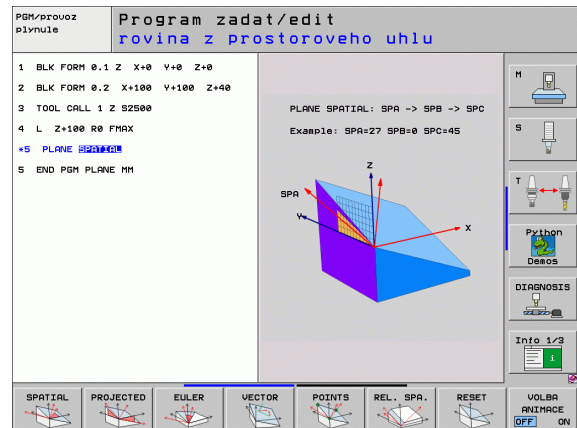 PGM/provoz
plynule
Program zadat/edit
rovina z prostoroveho uhlu
1 BLK FORM 0.1 Z X+0 Y+0 Z+0
2 BLK FORM 0.2 X+100 Y+100 Z+40
3 TOOL CALL 1 Z S2500
4 L Z+100 R0 FMAX
*5 PLANE SPATIAL
5 END PGM PLANE MM
PLANE SPATIAL: SPA -> SPB -> SPC
Example: SPA=27 SPB=0 SPC=45
Z
SPA
Y
X
M
S
T
Python
Demos
DIAGNOSIS
Info 1/3
i
SPATIAL
PROJECTED
EULER
VECTOR
POINTS
REL. SPA.
RESET
VOLBA
ANIMACE
OFF ON